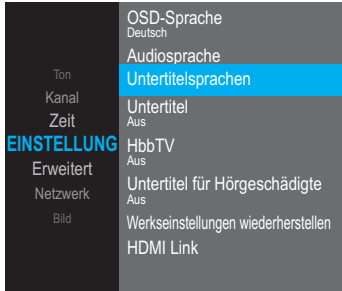 Ton
Kanal
Zeit
EINSTELLUNG
Erweitert
Netzwerk
Bild
OSD-Sprache
Deutsch
Audiosprache
Untertitelsprachen
Untertitel
Aus
HbbTV
Aus
Untertitel für Hörgeschädigte
Aus
Werkseinstellungen wiederherstellen
HDMI Link